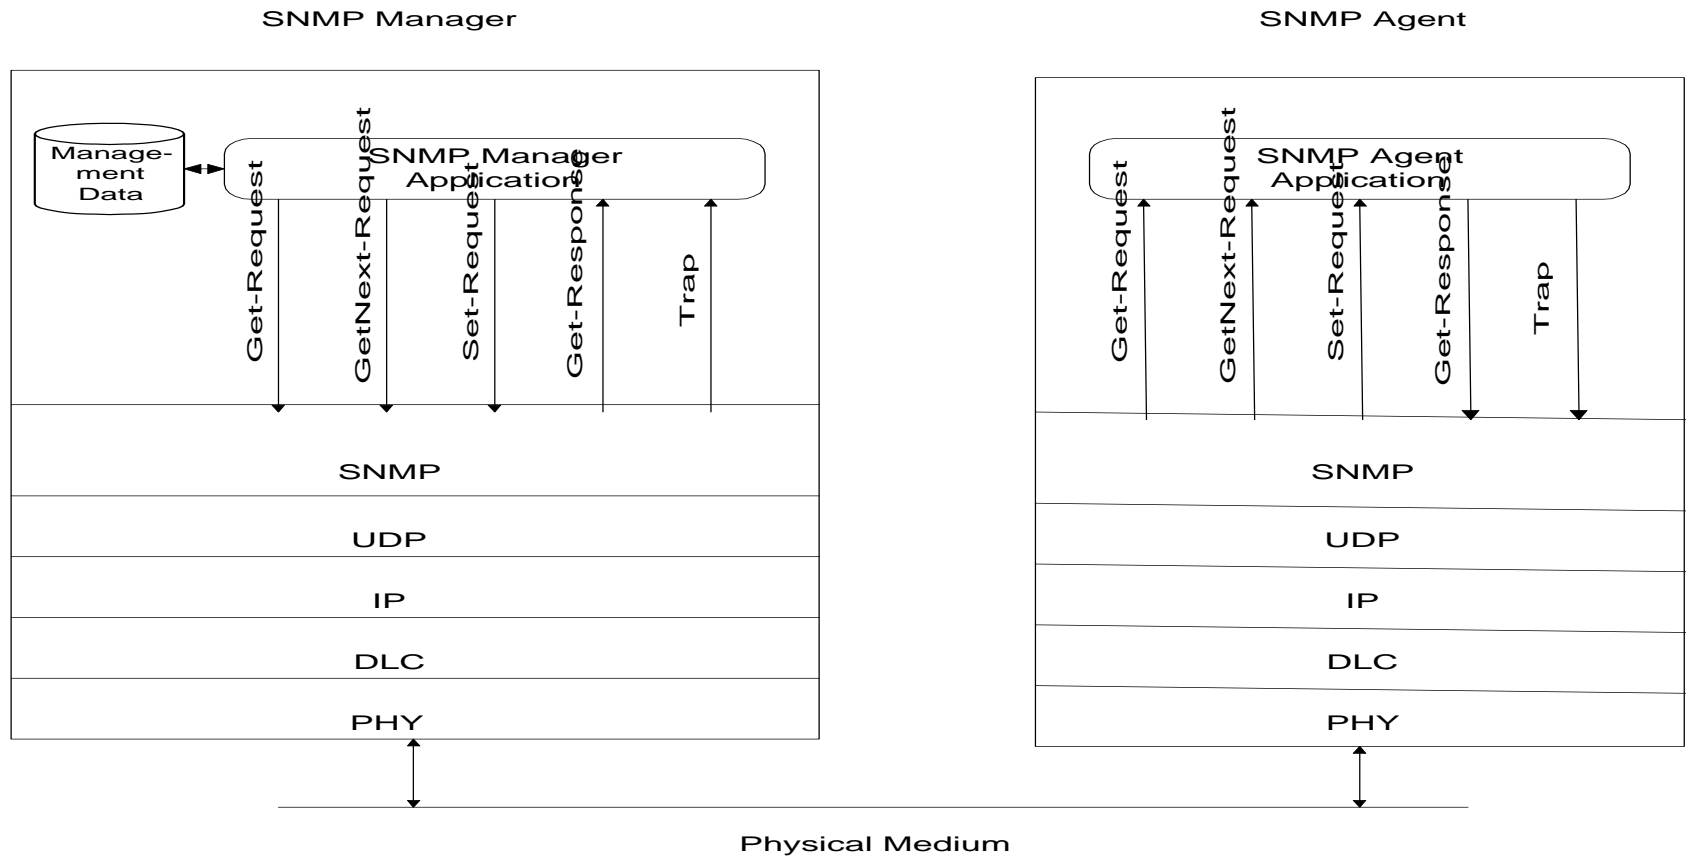 SNMP Manager
SNMP Agent
Manage-
ment
Data
SNMP Manager
Application
Get-Request
GetNext-Request
Set-Request
Get-Response
Trap
SNMP
UDP
IP
DLC
PHY
SNMP Agent
Application
Get-Request
GetNext-Request
Set-Request
Get-Response
Trap
SNMP
UDP
IP
DLC
PHY
Physical Medium